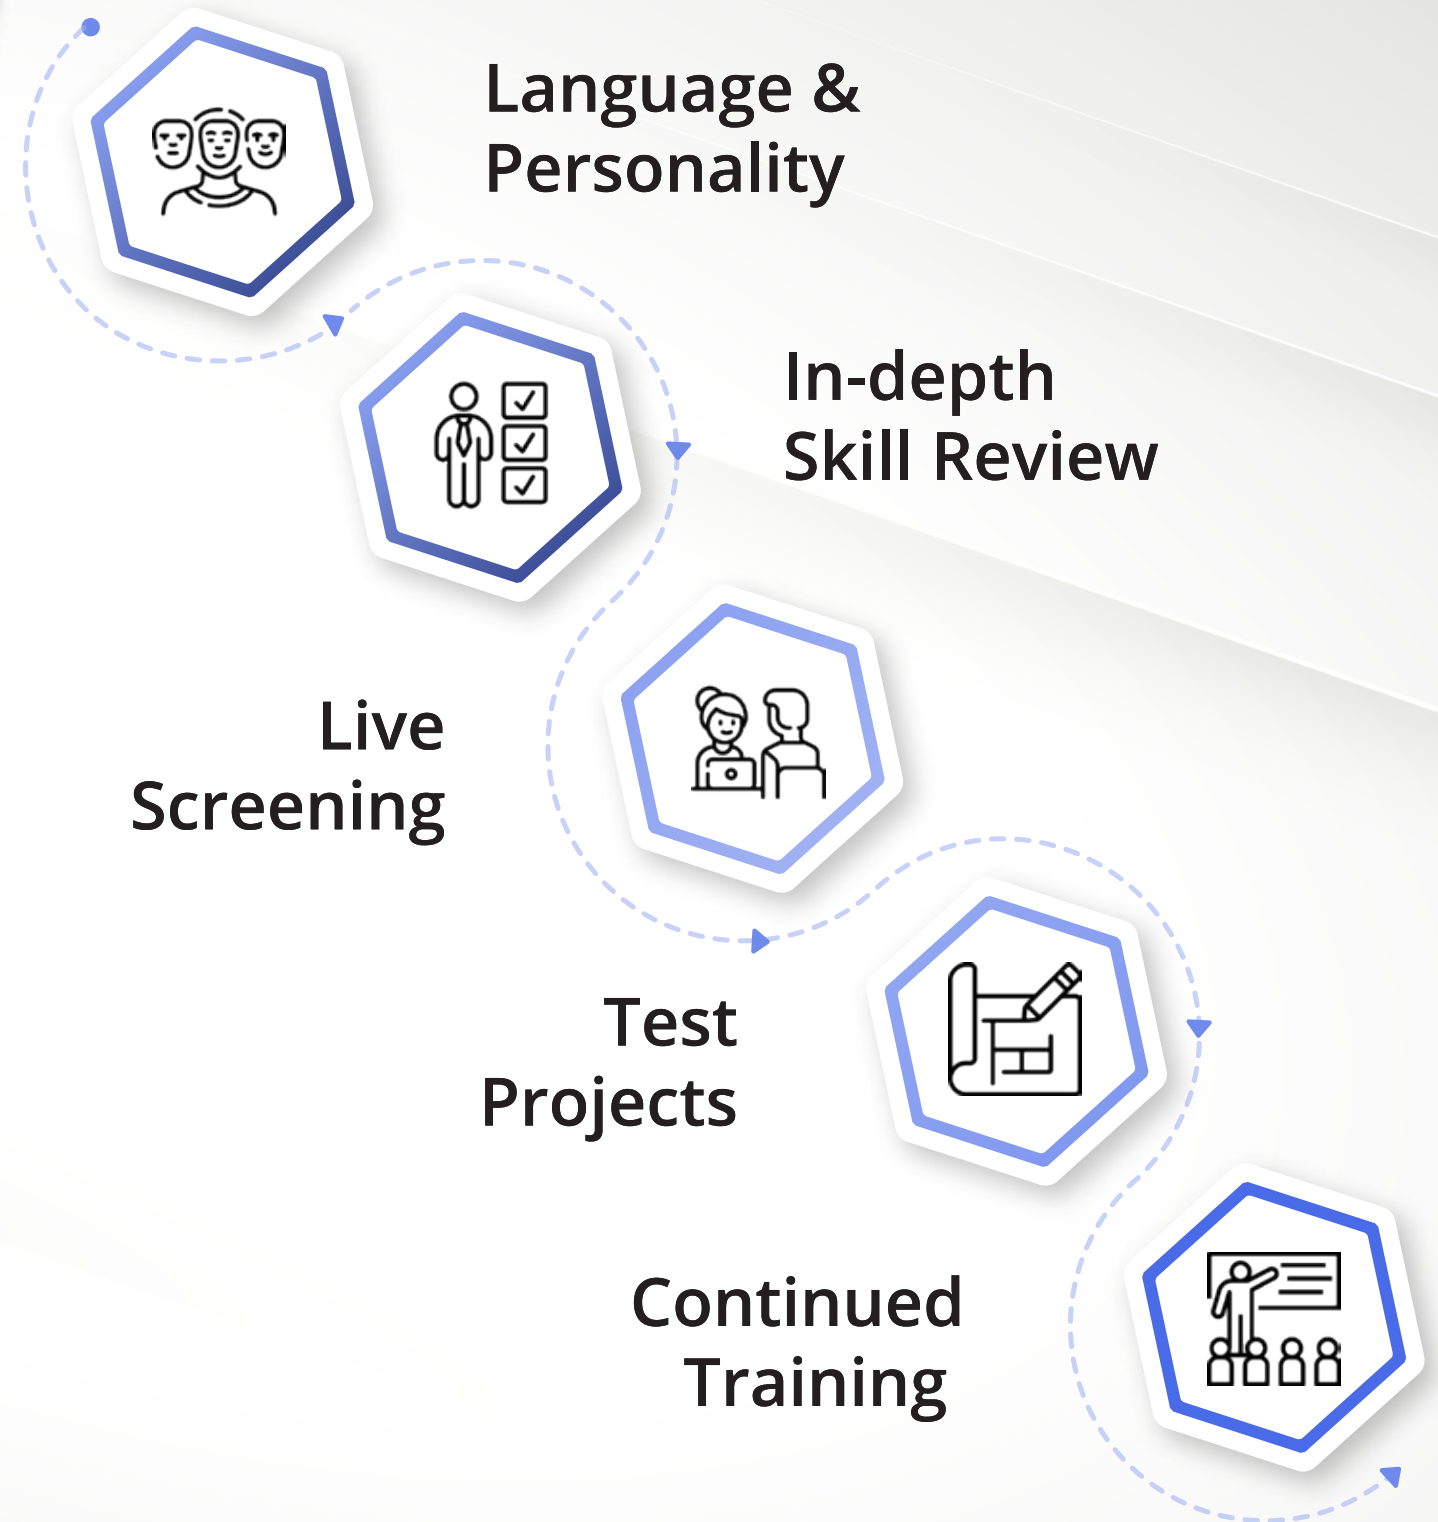 Language &
Personality
In-depth
Skill Review
Live
Screening
Test
Projects
Continued
Training